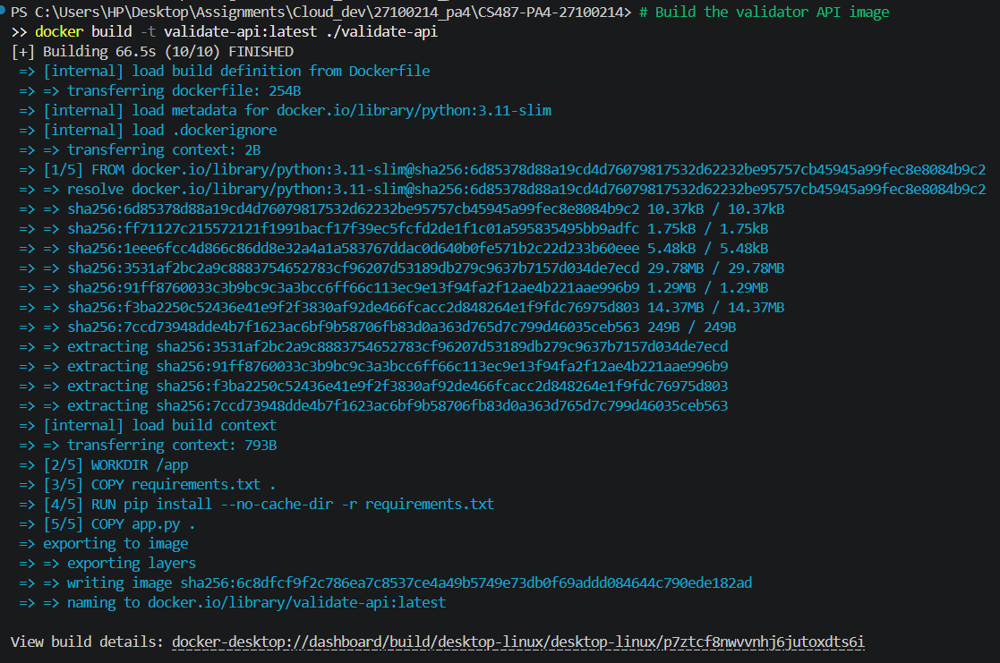 PS C:\Users\HP\Desktop\Assignments\Cloud_dev\27100214_pa4\CS487-PA4-27100214> # Build the validator API image
>> docker build -t validate-api:latest ./validate-api
[+] Building 66.5s (10/10) FINISHED
=> [internal] load build definition from Dockerfile
=> => transferring dockerfile: 254B
=> [internal] load metadata for docker.io/library/python:3.11-slim
=> [internal] load .dockerignore
=> => transferring context: 2B
=> [1/5] FROM docker.io/library/python:3.11-slim@sha256:6d85378d88a19cd4d76079817532d62232be95757cb45945a99fec8e8084b9c2
=> => resolve docker.io/library/python:3.11-slim@sha256:6d85378d88a19cd4d76079817532d62232be95757cb45945a99fec8e8084b9c2
=> => sha256:6d85378d88a19cd4d76079817532d62232be95757cb45945a99fec8e8084b9c2 10.37kB / 10.37kB
=> => sha256:ff71127c215572121f1991bacf17f39ec5fcfd2de1f1c01a595835495bb9adfc 1.75kB / 1.75kB
=> => sha256:1eee6fcc4d866c86dd8e32a4a1a583767ddac0d640b0fe571b2c22d233b60eee 5.48kB / 5.48kB
=> => sha256:3531af2bc2a9c8883754652783cf96207d53189db279c9637b7157d034de7ecd 29.78MB / 29.78MB
=> => sha256:91ff8760033c3b9bc9c3a3bcc6ff66c113ec9e13f94fa2f12ae4b221aae996b9 1.29MB / 1.29MB
=> => sha256:f3ba2250c52436e41e9f2f3830af92de466fcacc2d848264e1f9fdc76975d803 14.37MB / 14.37MB
=> => sha256:7ccd73948dde4b7f1623ac6bf9b58706fb83d0a363d765d7c799d46035ceb563 249B / 249B
=> => extracting sha256:3531af2bc2a9c8883754652783cf96207d53189db279c9637b7157d034de7ecd
=> => extracting sha256:91ff8760033c3b9bc9c3a3bcc6ff66c113ec9e13f94fa2f12ae4b221aae996b9
=> => extracting sha256:f3ba2250c52436e41e9f2f3830af92de466fcacc2d848264e1f9fdc76975d803
=> => extracting sha256:7ccd73948dde4b7f1623ac6bf9b58706fb83d0a363d765d7c799d46035ceb563
=> [internal] load build context
=> => transferring context: 793B
=> [2/5] WORKDIR /app
=> [3/5] COPY requirements.txt .
=> [4/5] RUN pip install --no-cache-dir -r requirements.txt
=> [5/5] COPY app.py .
=> exporting to image
=> => exporting layers
=> => writing image sha256:6c8dfcf9f2c786ea7c8537ce4a49b5749e73db0f69addd084644c790ede182ad
=> => naming to docker.io/library/validate-api:latest
View build details: docker-desktop://dashboard/build/desktop-linux/desktop-linux/p7ztcf8nwvvnhj6jutoxdts6i